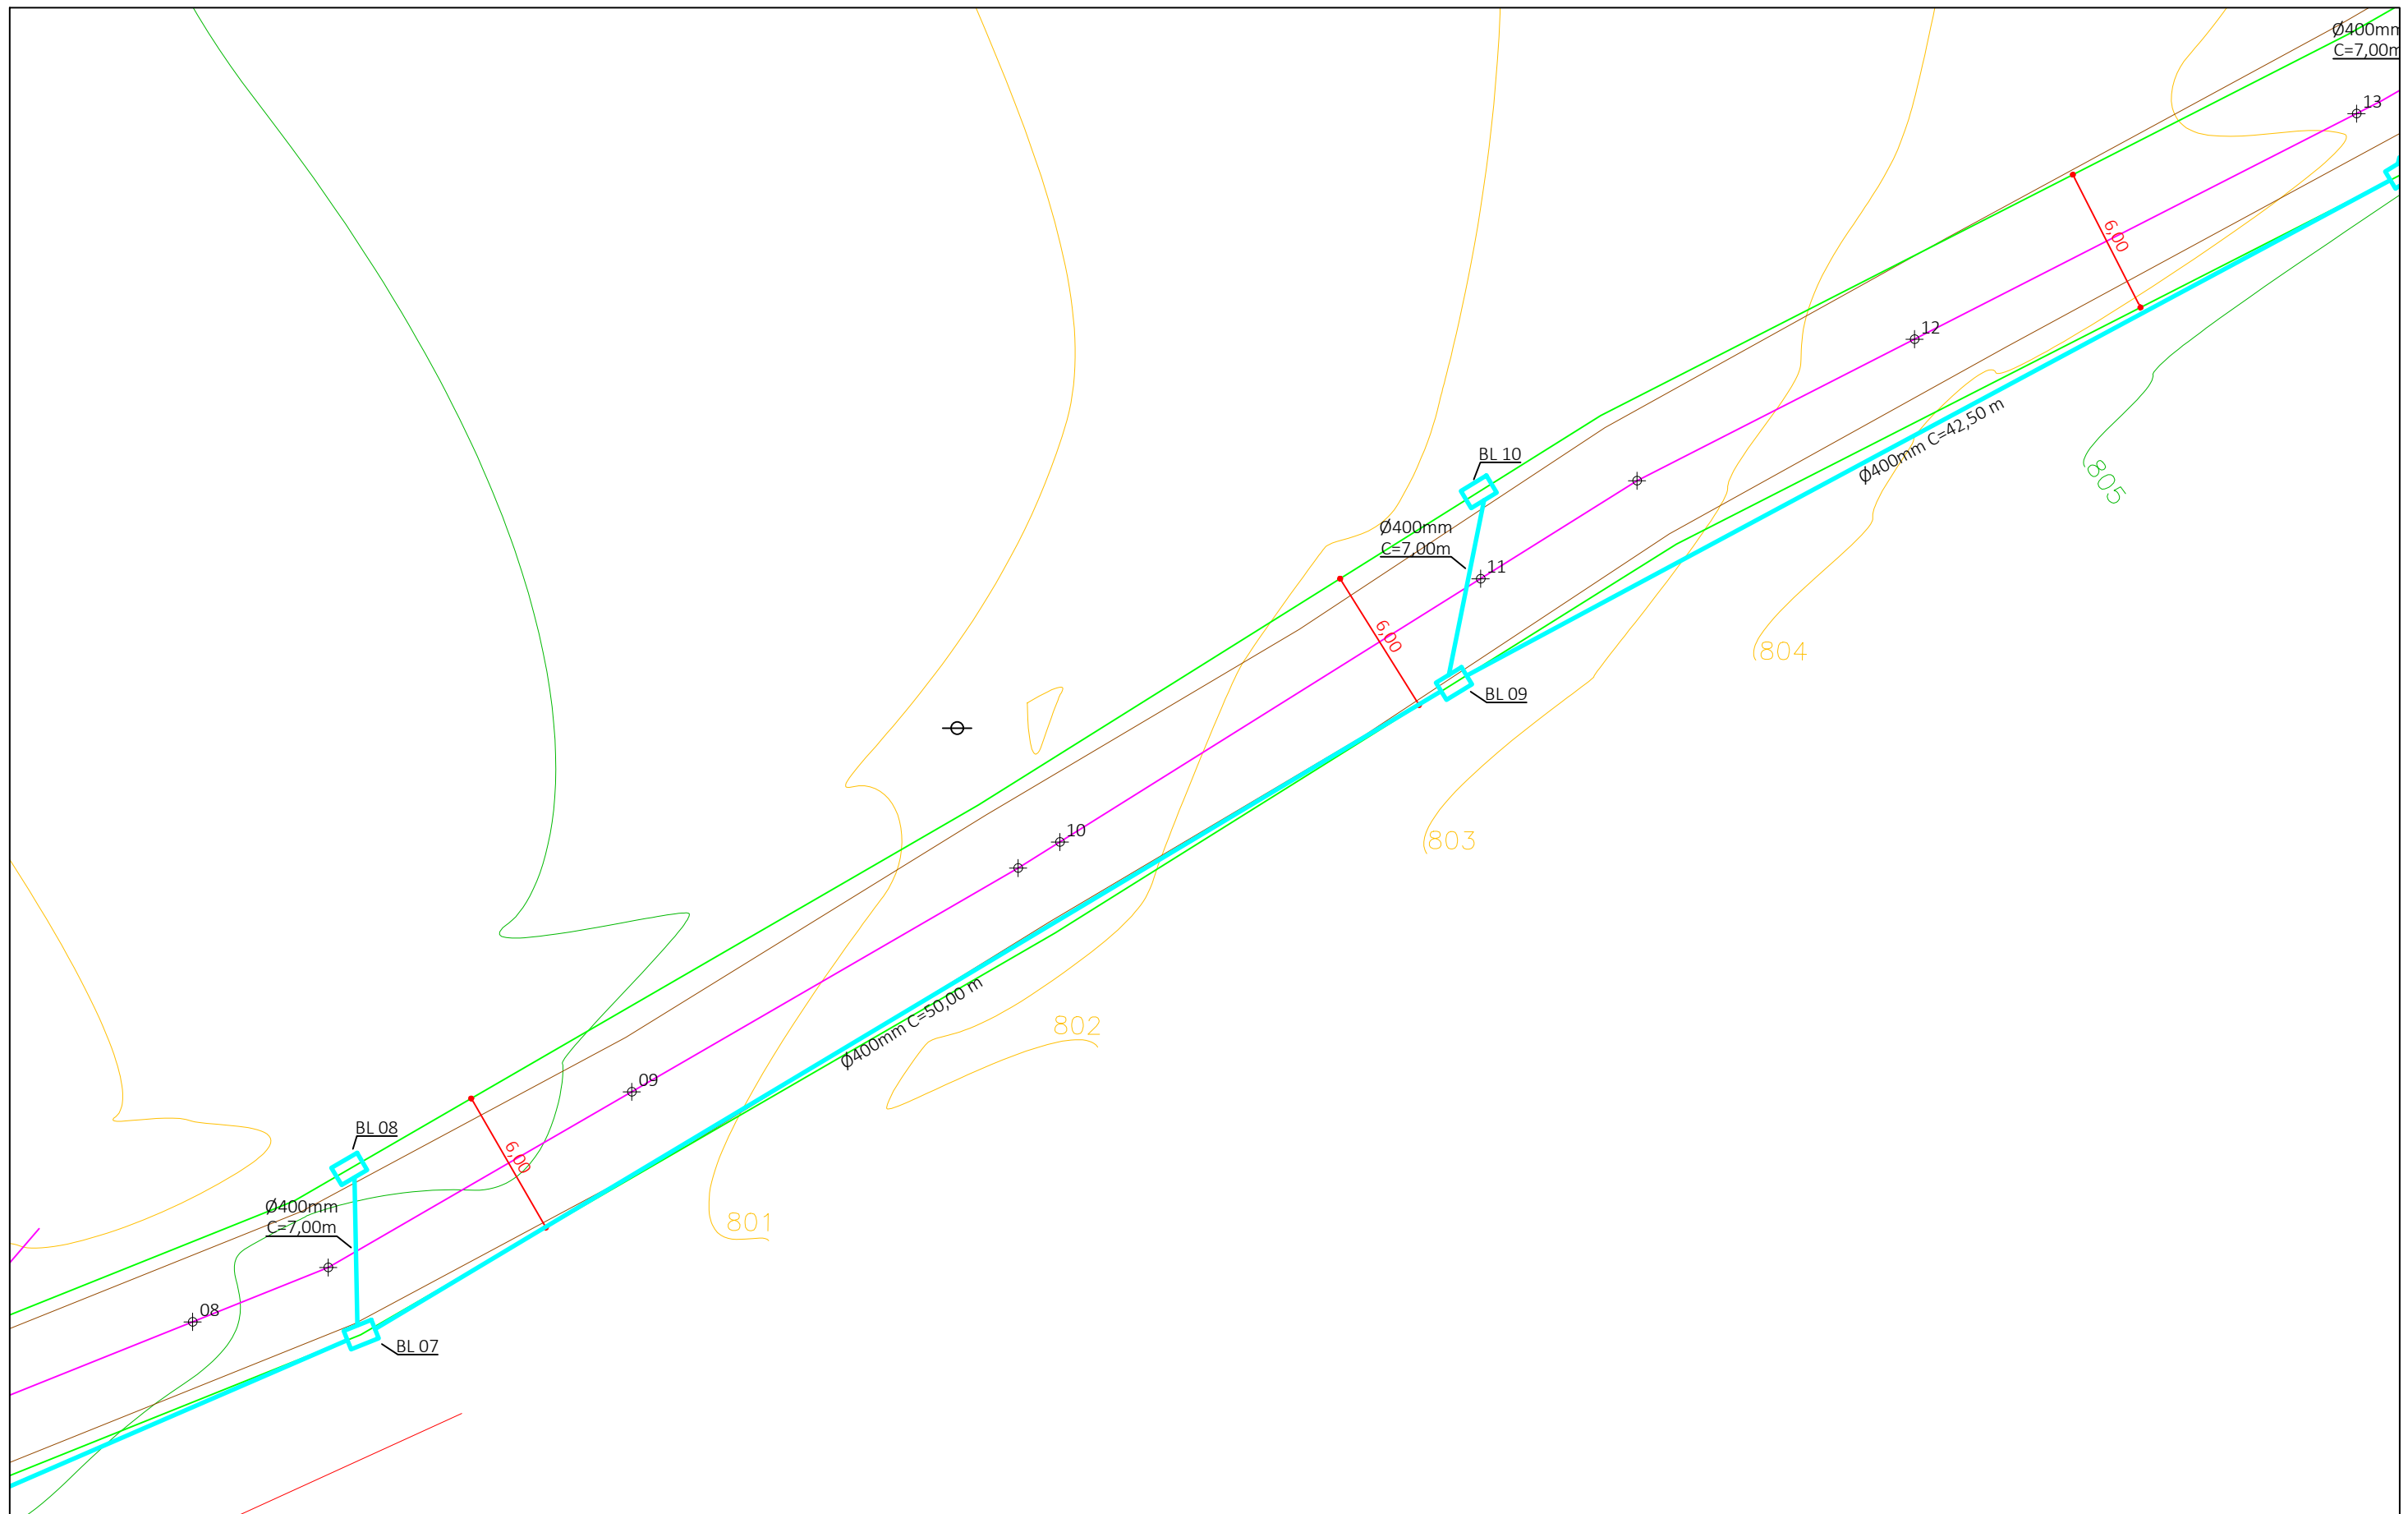 Ø400mm
C=7,00m
13
6,00
12
Ø400mm C=42,50 m
805
BL 10
Ø400mm
C=7,00m
11
6,00
804
BL 09
803
10
802
Ø400mm C=50,00 m
09
BL 08
6,00
801
Ø400mm
C=7,00m
08
BL 07